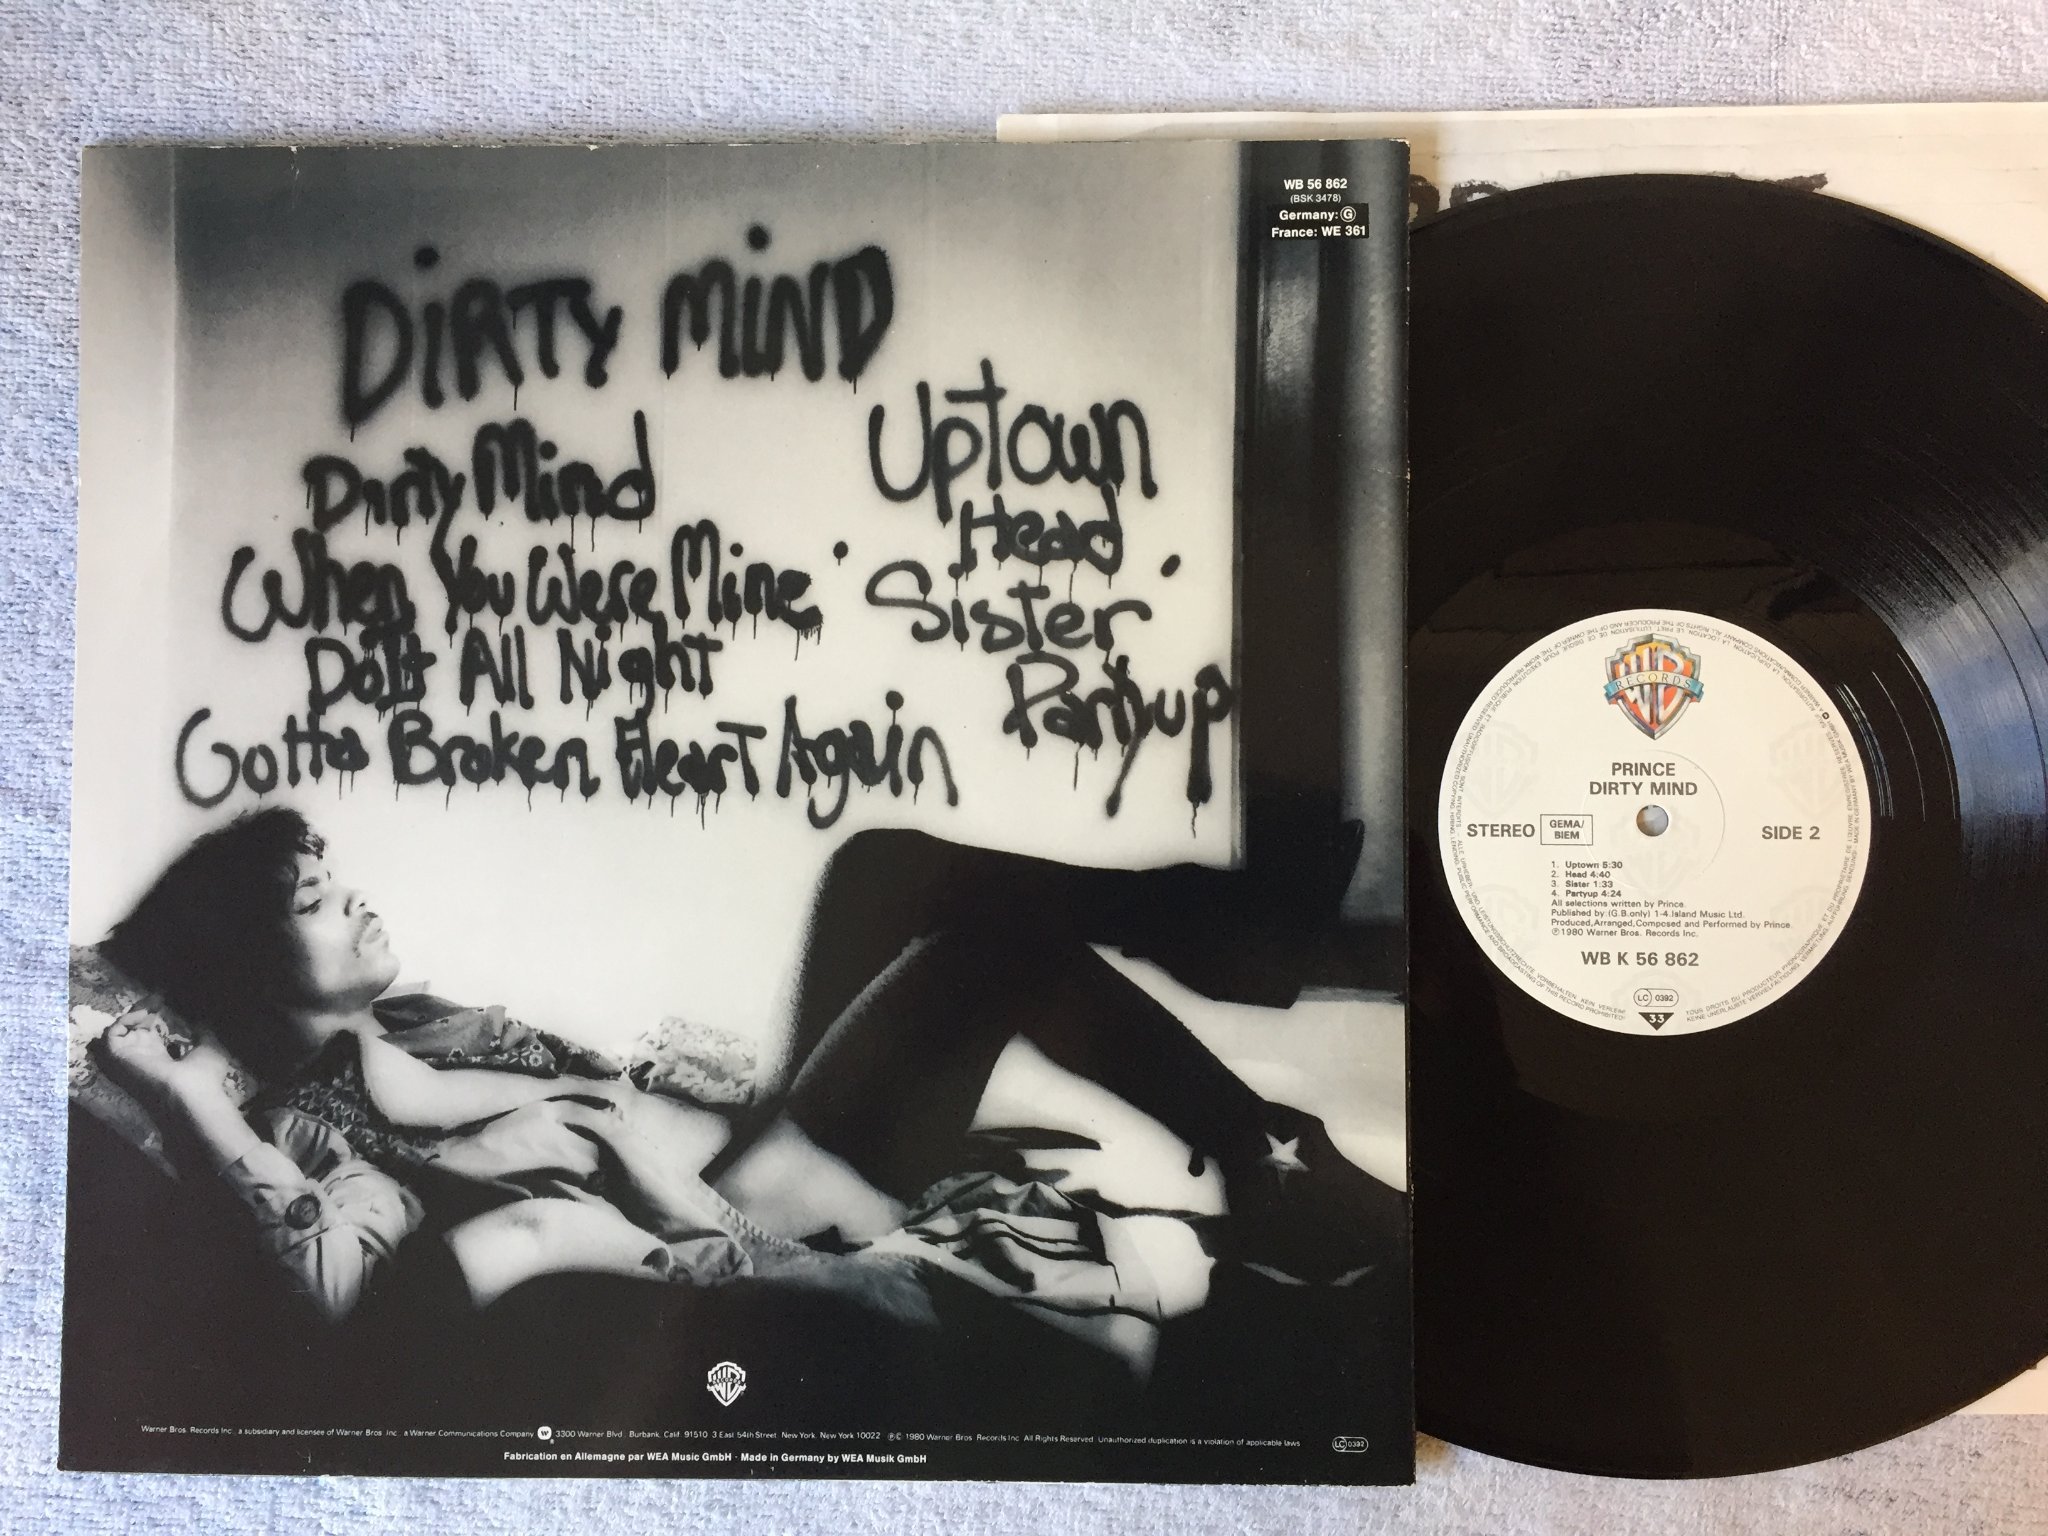 WB 56 862
(BSK 3478)
Germany: G
France: WE 361
DiRTY MiND
Dirty Mind
When You Were Mine
Do It All Night
Gotta Broken Heart Again
Uptown
Head
Sister
Partyup
WB
RECORDS
Warner Bros. Records Inc., a subsidiary and licensee of Warner Bros. Inc., a Warner Communications Company 3300 Warner Blvd., Burbank, Calif. 91510 3 East 54th Street, New York, New York 10022 ℗© 1980 Warner Bros. Records Inc. All Rights Reserved. Unauthorized duplication is a violation of applicable laws
LC 0392
Fabrication en Allemagne par WEA Music GmbH · Made in Germany by WEA Musik GmbH
WB
RECORDS
PRINCE
DIRTY MIND
STEREO
GEMA/
BIEM
SIDE 2
1. Uptown 5:30
2. Head 4:40
3. Sister 1:33
4. Partyup 4:24
All selections written by Prince.
Published by:(G.B.only) 1-4.Island Music Ltd.
Produced,Arranged,Composed and Performed by Prince.
℗1980 Warner Bros. Records Inc.
WB K 56 862
LC 0392
33